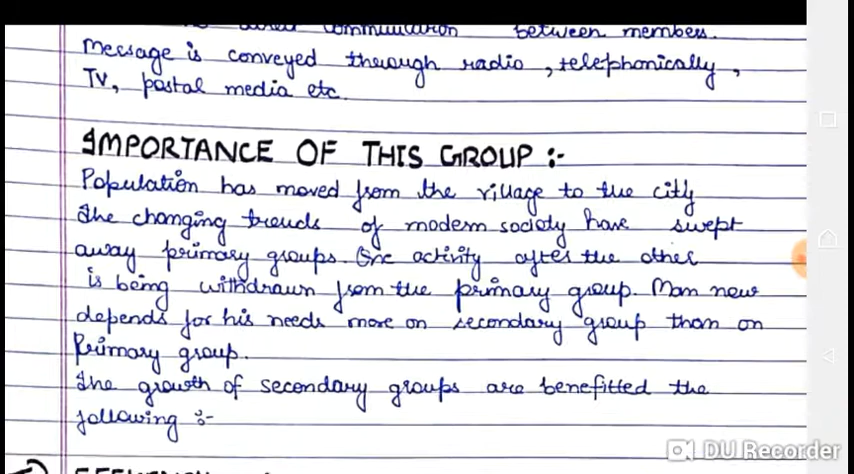 communication between members.
Message is conveyed through radio, telephonically,
TV, postal media etc.
IMPORTANCE OF THIS GROUP :-
Population has moved from the village to the city
the changing trends of modern society have swept
away primary groups. One activity after the other
is being withdrawn from the primary group. Man now
depends for his needs more on secondary group than on
Primary group.
the growth of secondary groups are benefitted the
following :-
DU Recorder